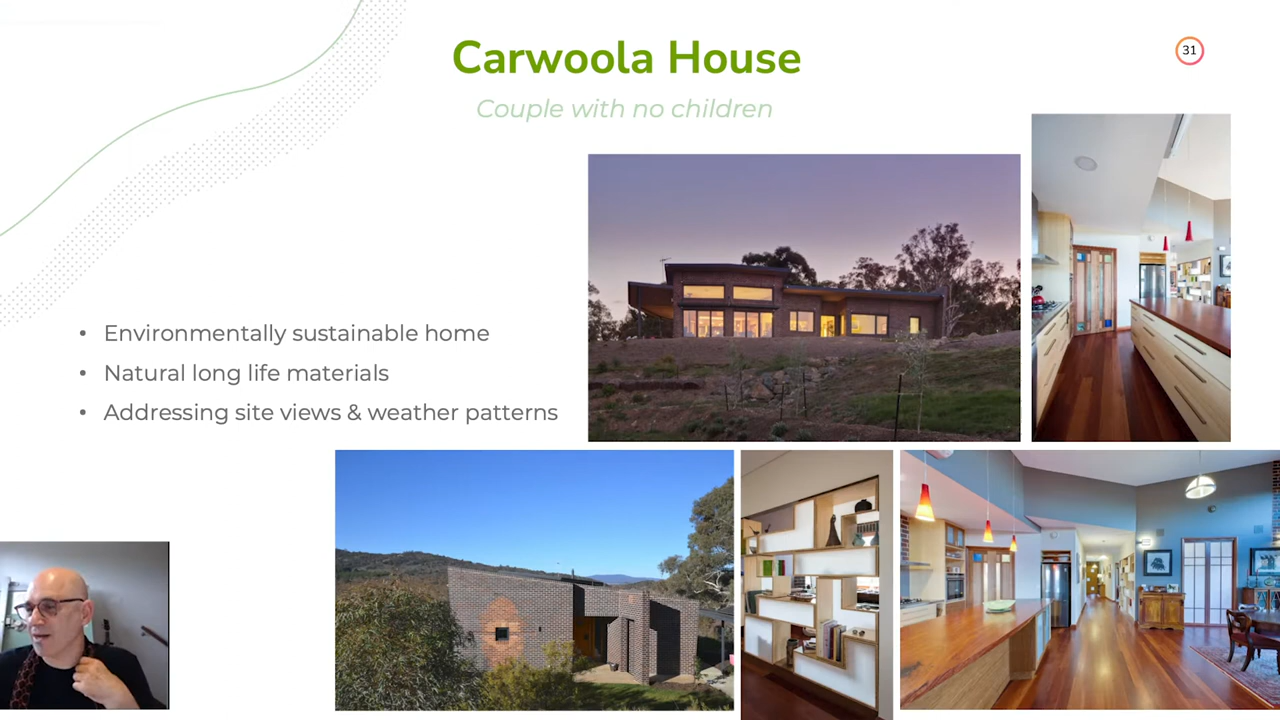 Carwoola House
31
Couple with no children
• Environmentally sustainable home
• Natural long life materials
• Addressing site views & weather patterns